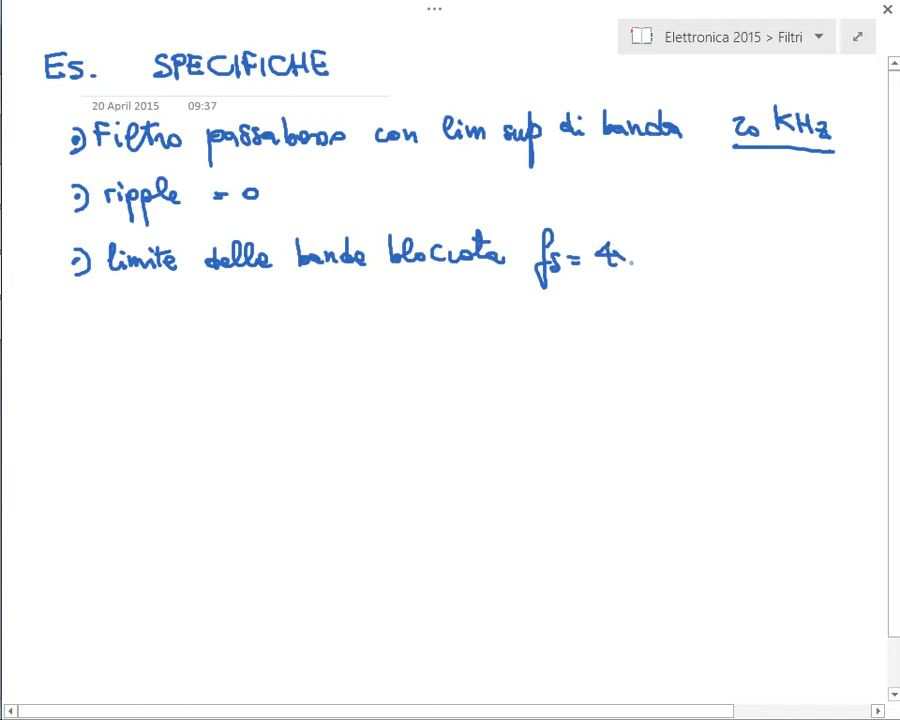 Elettronica 2015 > Filtri
Es. SPECIFICHE
20 April 2015 09:37
·) Filtro passabasso con lim sup di banda 20 KHz
·) ripple = 0
·) limite della banda bloccata fs = 4